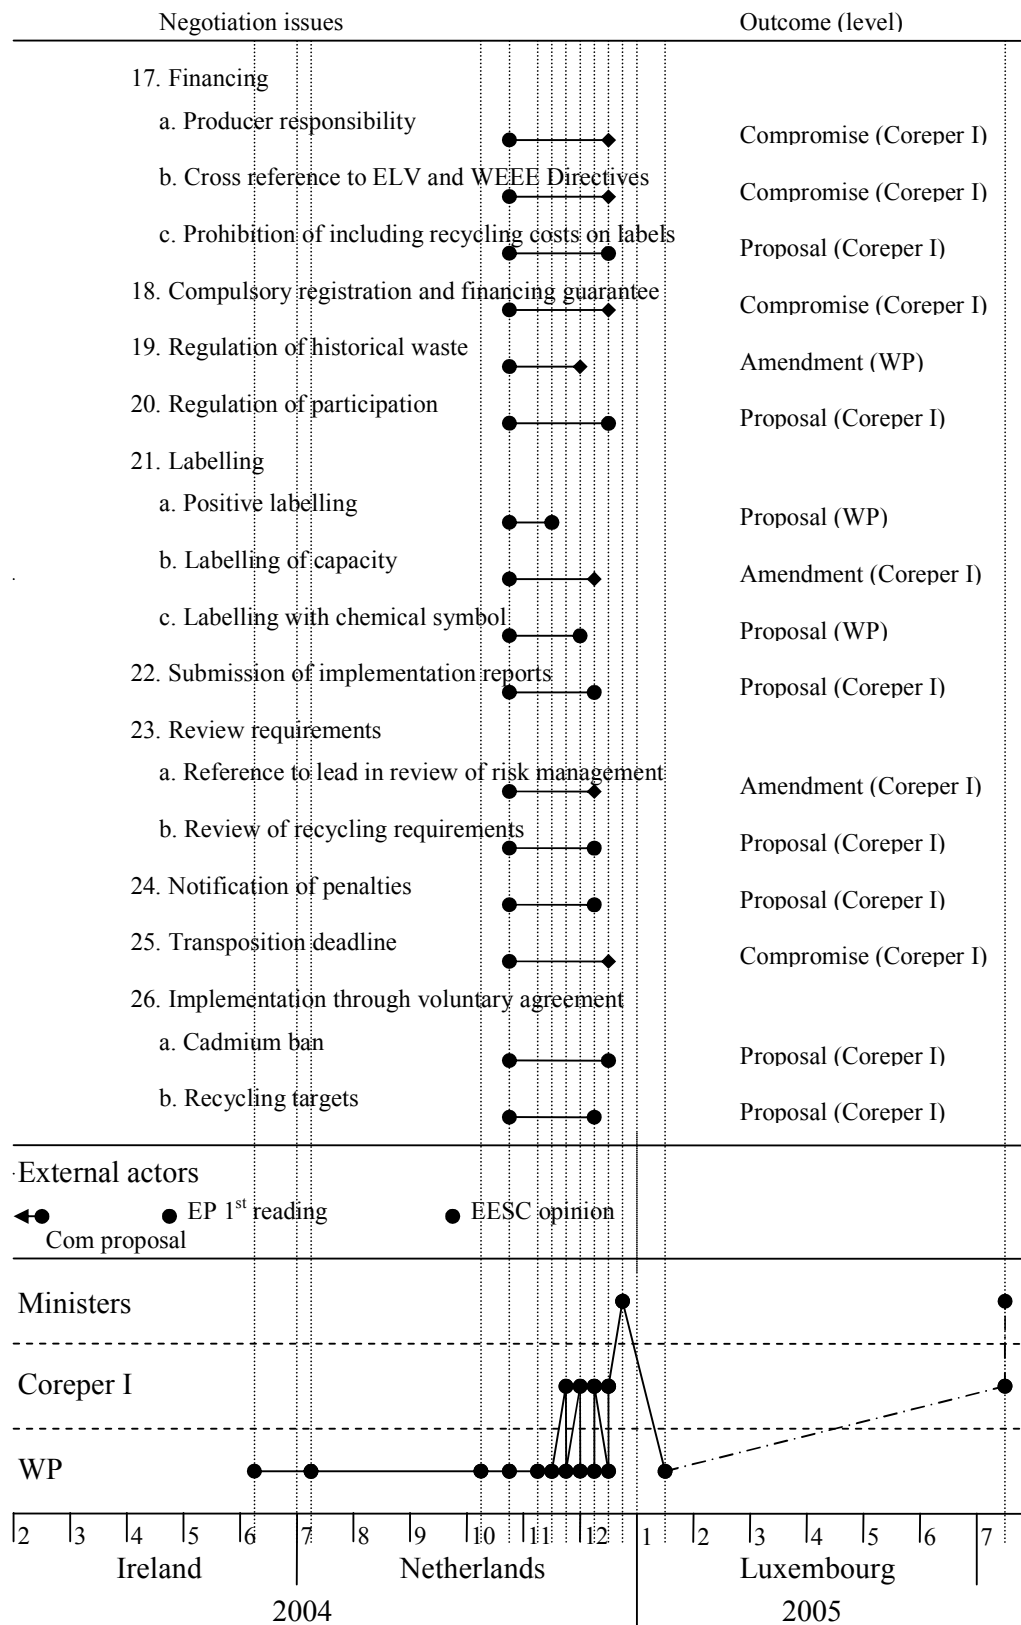 Negotiation issues Outcome (level)
17. Financing
a. Producer responsibility Compromise (Coreper I)
b. Cross reference to ELV and WEEE Directives Compromise (Coreper I)
c. Prohibition of including recycling costs on labels Proposal (Coreper I)
18. Compulsory registration and financing guarantee Compromise (Coreper I)
19. Regulation of historical waste Amendment (WP)
20. Regulation of participation Proposal (Coreper I)
21. Labelling
a. Positive labelling Proposal (WP)
b. Labelling of capacity Amendment (Coreper I)
c. Labelling with chemical symbol Proposal (WP)
22. Submission of implementation reports Proposal (Coreper I)
23. Review requirements
a. Reference to lead in review of risk management Amendment (Coreper I)
b. Review of recycling requirements Proposal (Coreper I)
24. Notification of penalties Proposal (Coreper I)
25. Transposition deadline Compromise (Coreper I)
26. Implementation through voluntary agreement
a. Cadmium ban Proposal (Coreper I)
b. Recycling targets Proposal (Coreper I)
External actors
EP 1st reading EESC opinion
Com proposal
Ministers
Coreper I
WP
2 3 4 5 6 7 8 9 10 11 12 1 2 3 4 5 6 7
Ireland Netherlands Luxembourg
2004 2005